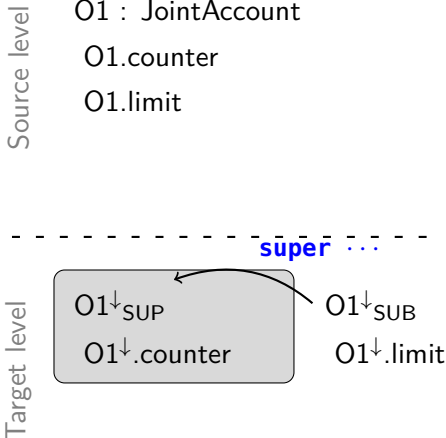 Source level
O1 : JointAccount
O1.counter
O1.limit
super ···
Target level
O1↓SUP
O1↓SUB
O1↓.counter
O1↓.limit